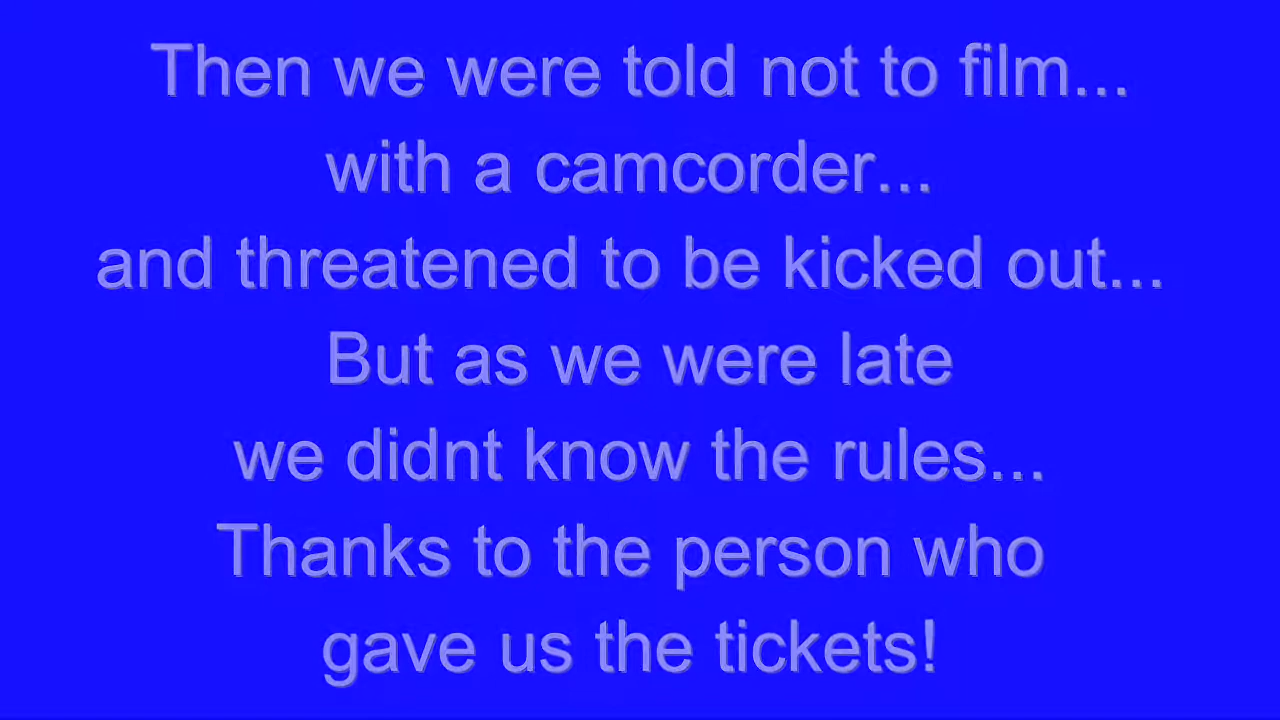 Then we were told not to film...
with a camcorder...
and threatened to be kicked out...
But as we were late
we didnt know the rules...
Thanks to the person who
gave us the tickets!